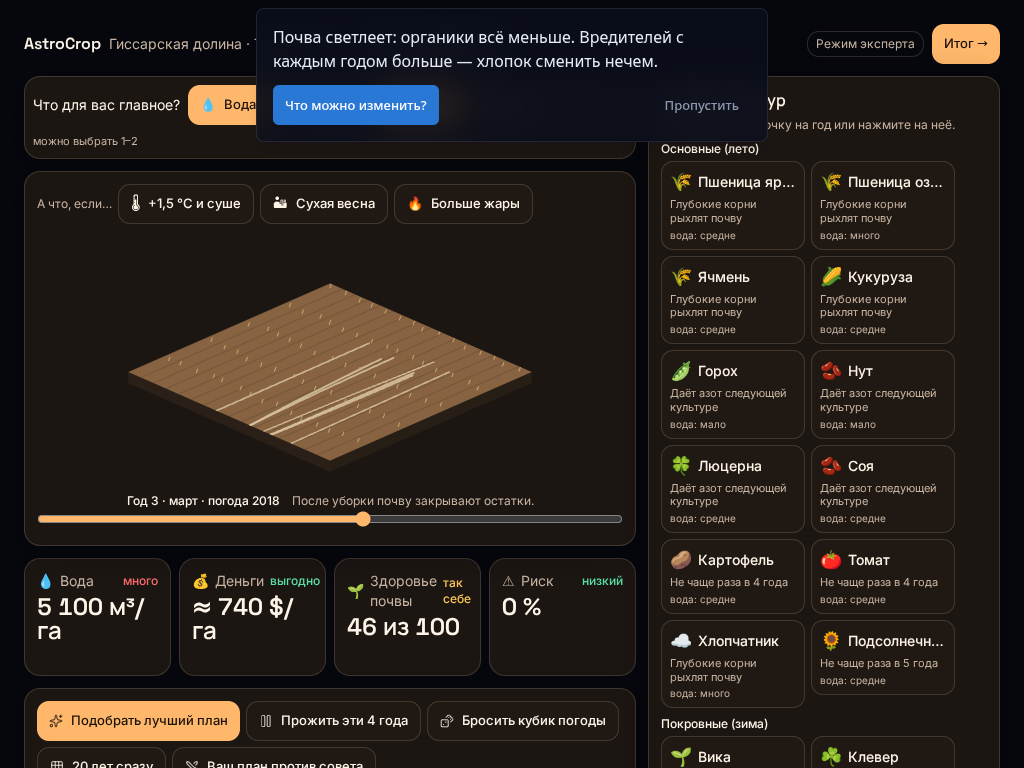 AstroCrop Гиссарская долина ·
Почва светлеет: органики всё меньше. Вредителей с
каждым годом больше — хлопок сменить нечем.
Что можно изменить? Пропустить
Режим эксперта
Итог →
Что для вас главное?
💧 Вода
можно выбрать 1–2
А что, если…
🌡 +1,5 °C и суше
🏜 Сухая весна
🔥 Больше жары
Год 3 · март · погода 2018 После уборки почву закрывают остатки.
💧 Вода много
5 100 м³/
га
💰 Деньги выгодно
≈ 740 $/
га
🌱 Здоровье
почвы
так
себе
46 из 100
⚠ Риск низкий
0 %
Подобрать лучший план
Прожить эти 4 года
Бросить кубик погоды
20 лет сразу
Ваш план против совета
на год или нажмите на неё.
Основные (лето)
🌾 Пшеница яр…
Глубокие корни
рыхлят почву
вода: средне
🌾 Пшеница оз…
Глубокие корни
рыхлят почву
вода: много
🌾 Ячмень
Глубокие корни
рыхлят почву
вода: средне
🌽 Кукуруза
Глубокие корни
рыхлят почву
вода: средне
🫛 Горох
Даёт азот следующей
культуре
вода: мало
🫘 Нут
Даёт азот следующей
культуре
вода: мало
🍀 Люцерна
Даёт азот следующей
культуре
вода: средне
🫘 Соя
Даёт азот следующей
культуре
вода: средне
🥔 Картофель
Не чаще раза в 4 года
вода: средне
🍅 Томат
Не чаще раза в 4 года
вода: средне
☁️ Хлопчатник
Глубокие корни
рыхлят почву
вода: много
🌻 Подсолнечн…
Не чаще раза в 5 года
вода: средне
Покровные (зима)
🌱 Вика
☘️ Клевер